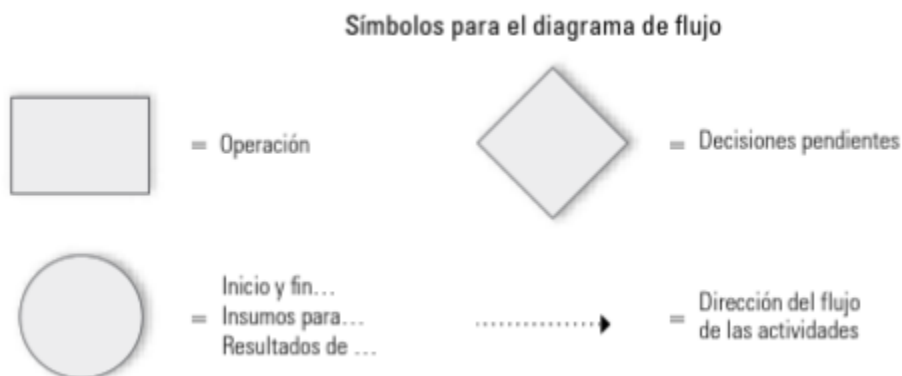 Símbolos para el diagrama de flujo
= Operación
= Decisiones pendientes
Inicio y fin...
= Insumos para...
Resultados de ...
= Dirección del flujo
de las actividades